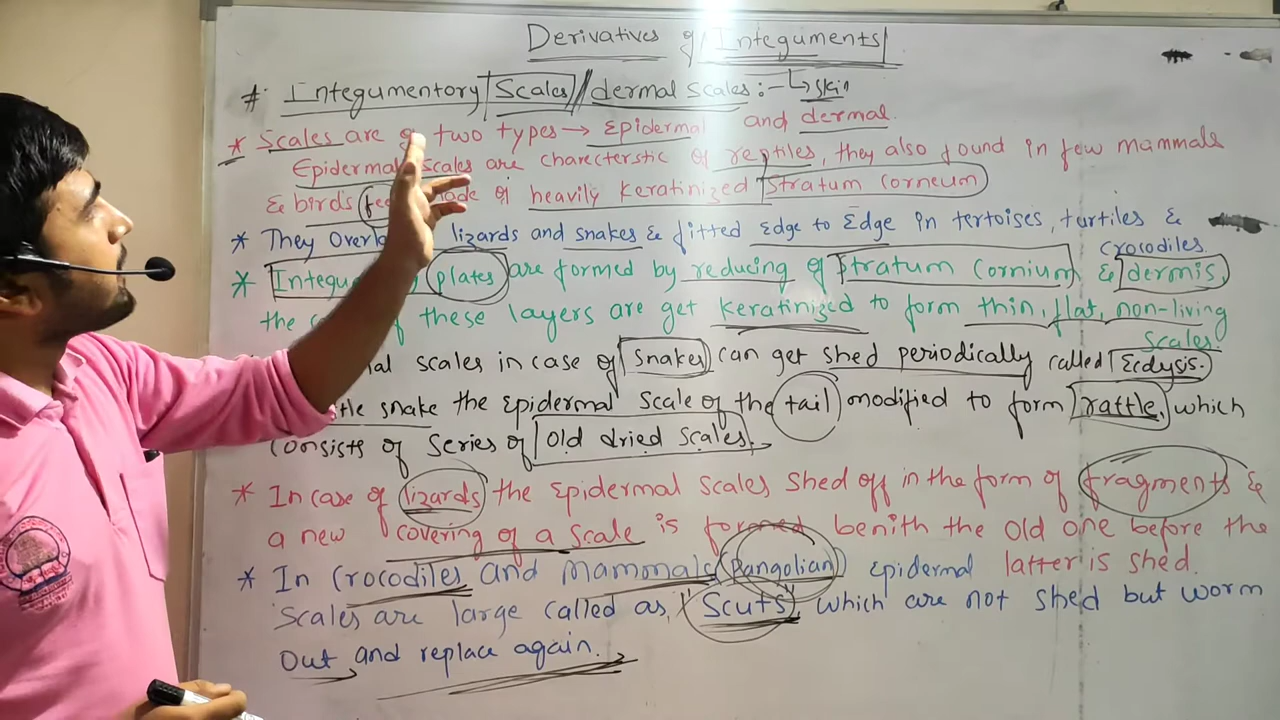 Derivatives of Integuments
# Integumentory Scales // dermal scales :- ↳ skin
* Scales are of two types → Epidermal and dermal.
Epidermal Scales are charecterstic of reptiles, they also found in few mammals
& bird's made of heavily keratinized Stratum Corneum
* They lizards and snakes & fitted Edge to Edge in tertoises, turtiles &
crocodiles.
* plates are formed by reducing of stratum Cornium & dermis,
the of these layers are get keratinized to form thin, flat, non-living
scales
scales in case of snakes can get shed periodically called Ecdysis.
snake the epidermal scale of the tail modified to form rattle, which
consists of series of old dried scales.
* In case of lizards the epidermal scales shed off in the form of fragments &
a new covering of a scale is formed benith the old one before the
latter is shed.
* In Crocodiles and Mammals (Pangolian) epidermal
Scales are large called as, "Scuts", which are not shed but worm
out, and replace again.